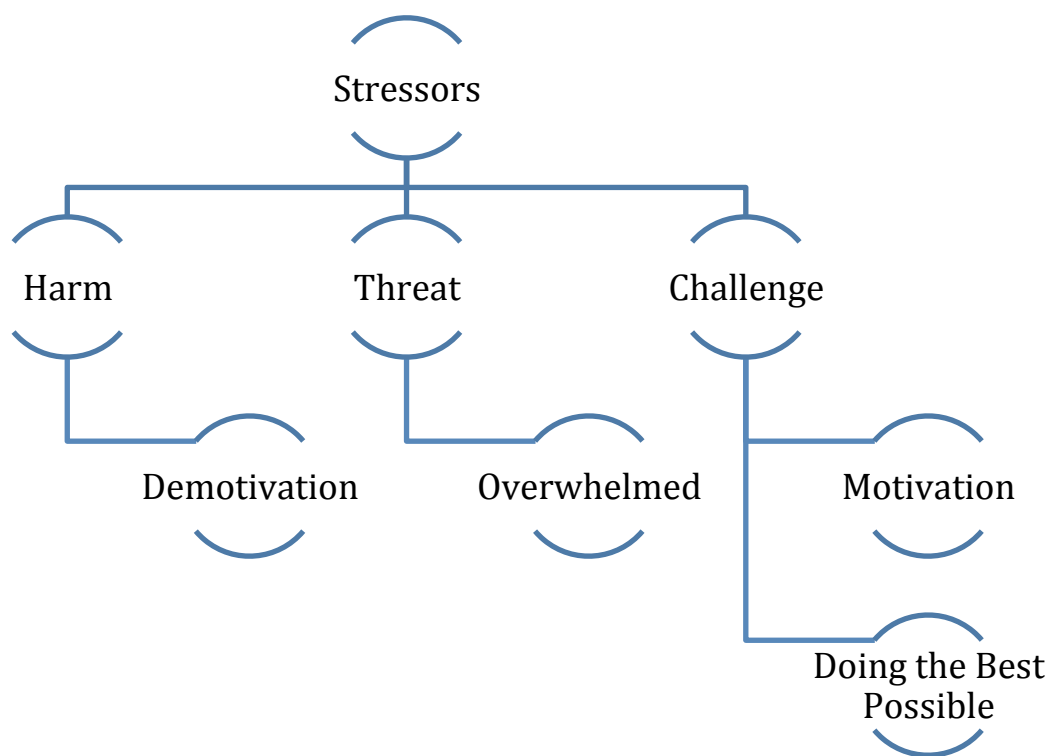 Stressors
Harm
Threat
Challenge
Demotivation
Overwhelmed
Motivation
Doing the Best
Possible